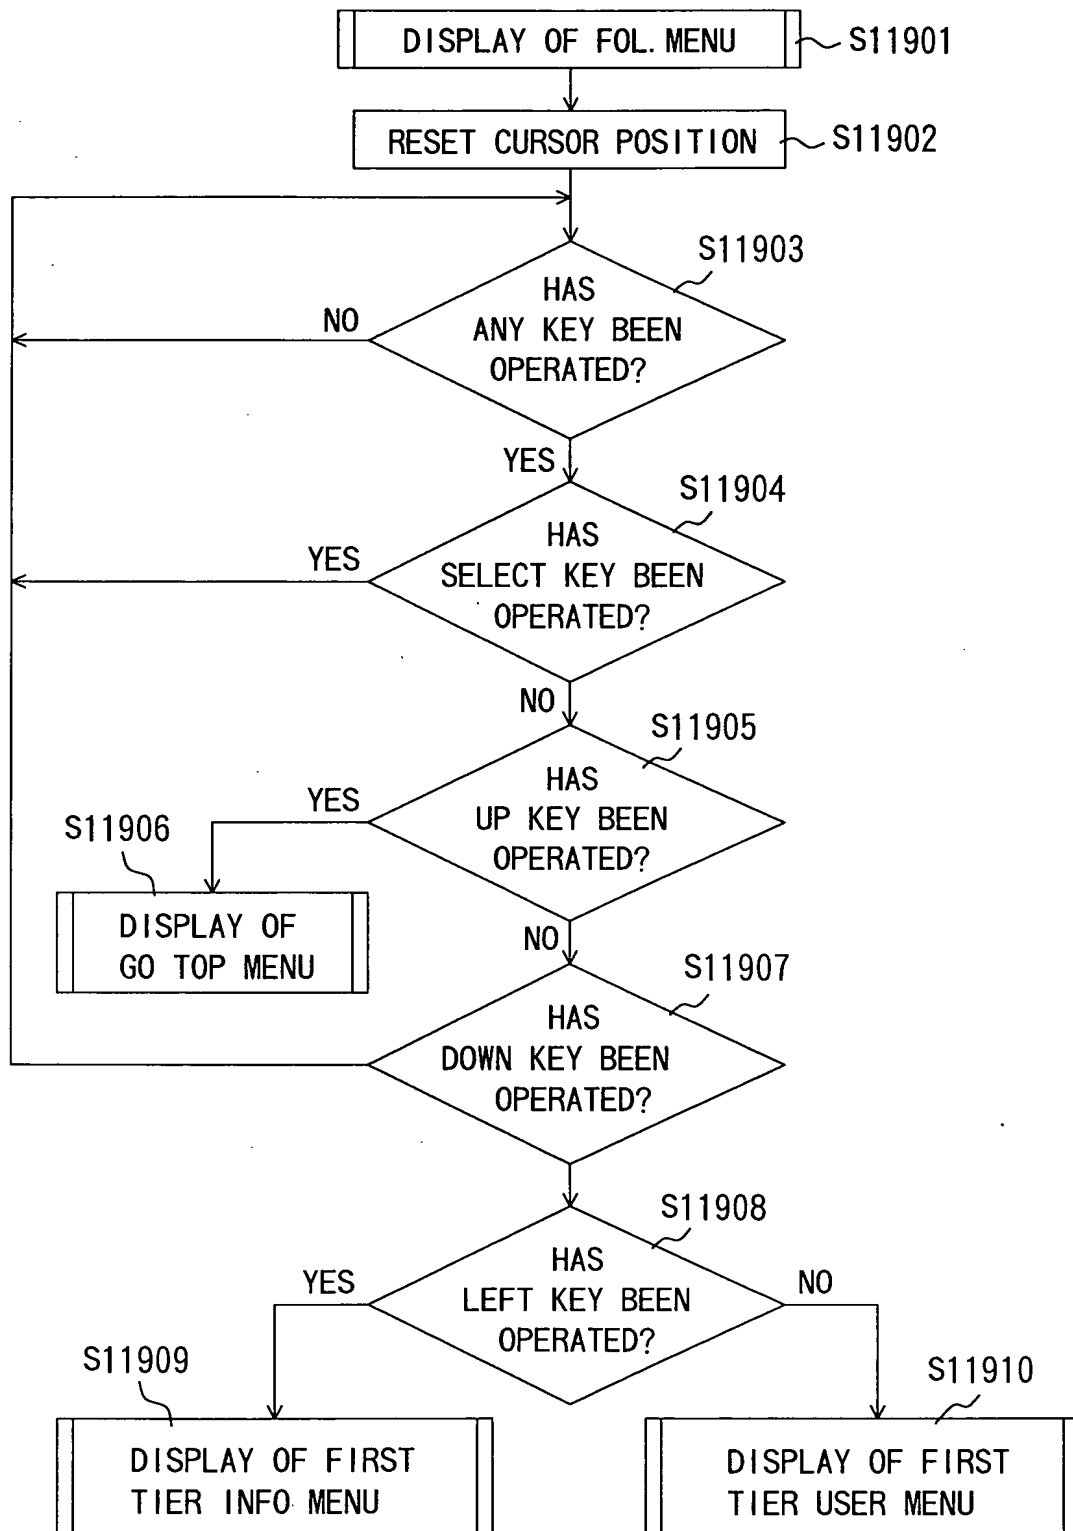 DISPLAY OF FOL. MENU
S11901
RESET CURSOR POSITION
S11902
S11903
HAS
ANY KEY BEEN
OPERATED?
NO
YES
S11904
HAS
SELECT KEY BEEN
OPERATED?
YES
NO
S11905
HAS
UP KEY BEEN
OPERATED?
YES
S11906
DISPLAY OF
GO TOP MENU
NO
S11907
HAS
DOWN KEY BEEN
OPERATED?
S11908
HAS
LEFT KEY BEEN
OPERATED?
YES
NO
S11909
DISPLAY OF FIRST
TIER INFO MENU
S11910
DISPLAY OF FIRST
TIER USER MENU